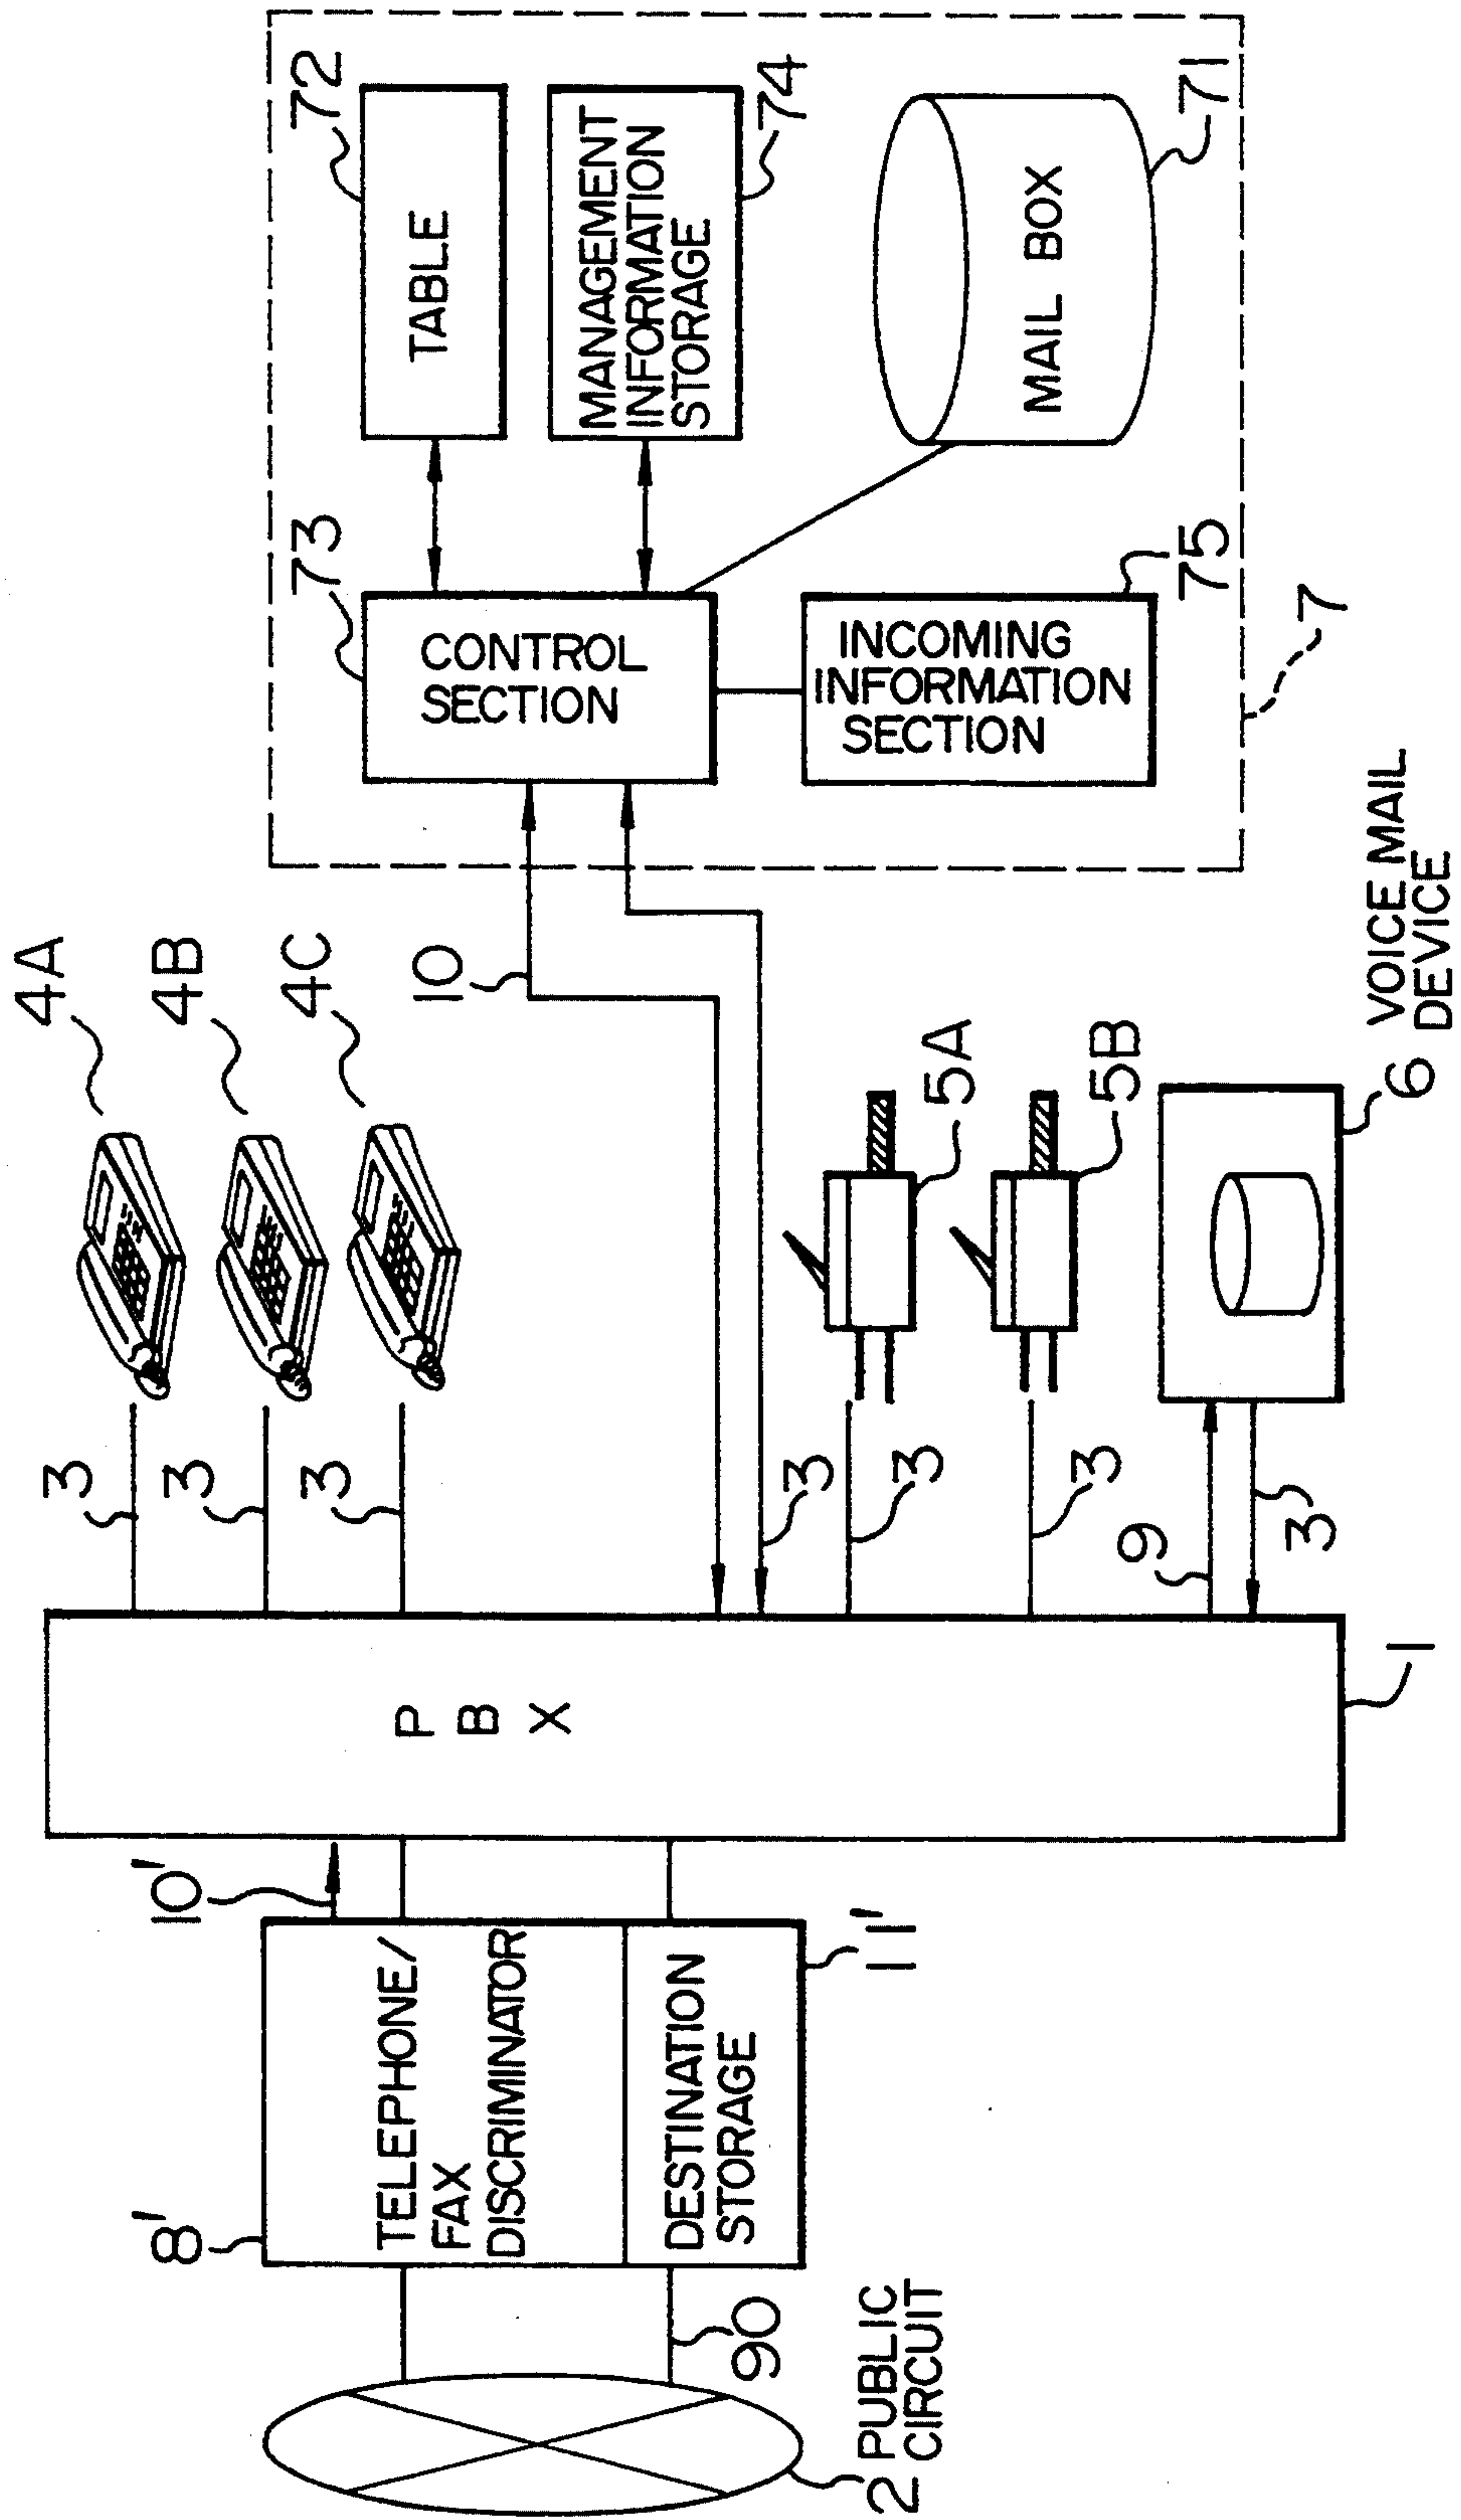 4A
4B
4C
3
3
3
10'
8'
TELEPHONE/
FAX
DISCRIMINATOR
DESTINATION
STORAGE
11'
90
2 PUBLIC
CIRCUIT
P
B
X
1
10
3
3
3
5A
5B
9
3
6
VOICE MAIL
DEVICE
73
CONTROL
SECTION
72
TABLE
MANAGEMENT
INFORMATION
STORAGE
74
MAIL BOX
71
INCOMING
INFORMATION
SECTION
75
7